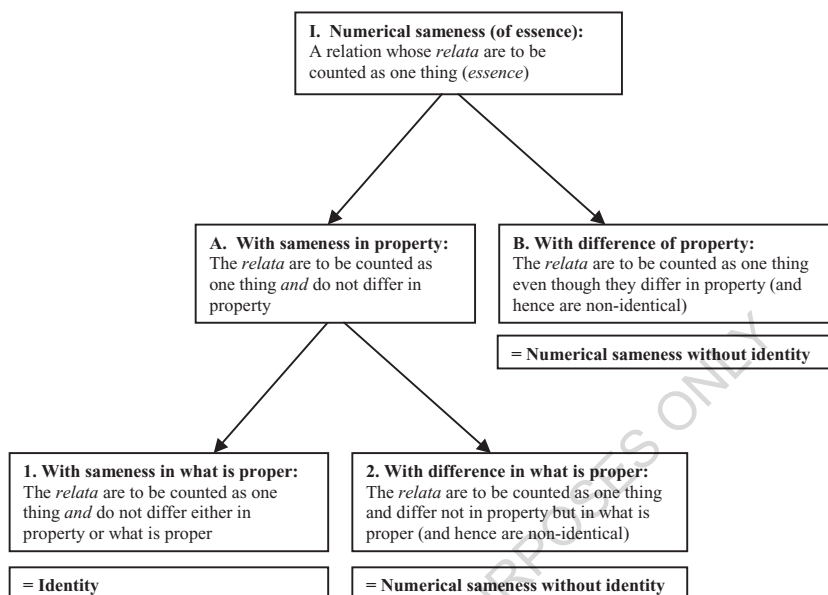 I. Numerical sameness (of essence):
A relation whose relata are to be
counted as one thing (essence)
A. With sameness in property:
The relata are to be counted as
one thing and do not differ in
property
B. With difference of property:
The relata are to be counted as one thing
even though they differ in property (and
hence are non-identical)
= Numerical sameness without identity
1. With sameness in what is proper:
The relata are to be counted as one
thing and do not differ either in
property or what is proper
= Identity
2. With difference in what is proper:
The relata are to be counted as one thing
and differ not in property but in what is
proper (and hence are non-identical)
= Numerical sameness without identity
PURPOSES ONLY